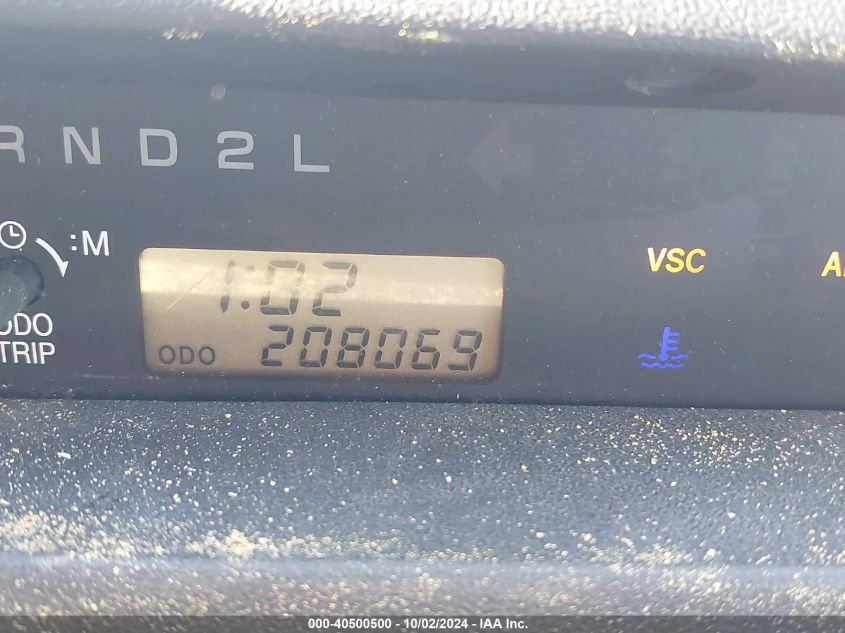 R N D 2 L
:M
1:02
VSC
ODO
TRIP
ODO 208069
000-40500500 - 10/02/2024 - IAA Inc.